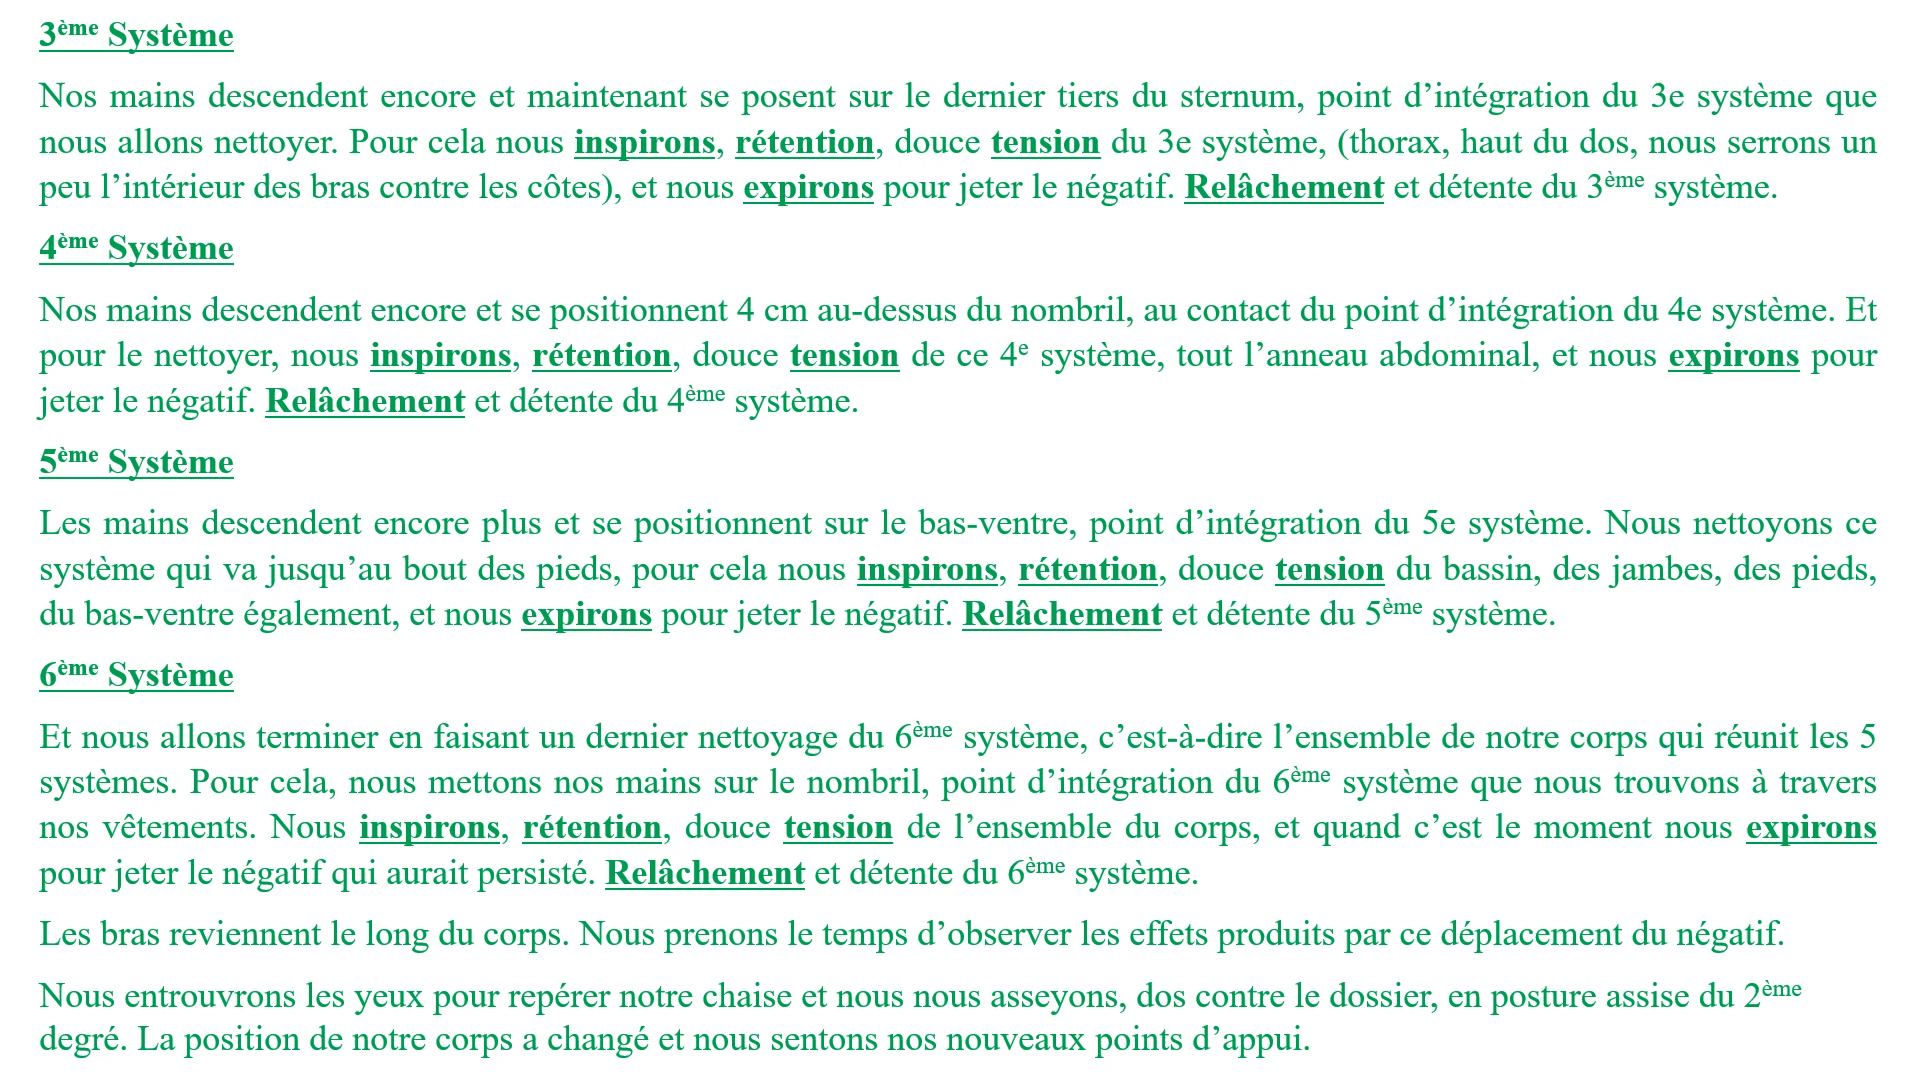 3ème Système
Nos mains descendent encore et maintenant se posent sur le dernier tiers du sternum, point d’intégration du 3e système que
nous allons nettoyer. Pour cela nous inspirons, rétention, douce tension du 3e système, (thorax, haut du dos, nous serrons un
peu l’intérieur des bras contre les côtes), et nous expirons pour jeter le négatif. Relâchement et détente du 3ème système.
4ème Système
Nos mains descendent encore et se positionnent 4 cm au-dessus du nombril, au contact du point d’intégration du 4e système. Et
pour le nettoyer, nous inspirons, rétention, douce tension de ce 4e système, tout l’anneau abdominal, et nous expirons pour
jeter le négatif. Relâchement et détente du 4ème système.
5ème Système
Les mains descendent encore plus et se positionnent sur le bas-ventre, point d’intégration du 5e système. Nous nettoyons ce
système qui va jusqu’au bout des pieds, pour cela nous inspirons, rétention, douce tension du bassin, des jambes, des pieds,
du bas-ventre également, et nous expirons pour jeter le négatif. Relâchement et détente du 5ème système.
6ème Système
Et nous allons terminer en faisant un dernier nettoyage du 6ème système, c’est-à-dire l’ensemble de notre corps qui réunit les 5
systèmes. Pour cela, nous mettons nos mains sur le nombril, point d’intégration du 6ème système que nous trouvons à travers
nos vêtements. Nous inspirons, rétention, douce tension de l’ensemble du corps, et quand c’est le moment nous expirons
pour jeter le négatif qui aurait persisté. Relâchement et détente du 6ème système.
Les bras reviennent le long du corps. Nous prenons le temps d’observer les effets produits par ce déplacement du négatif.
Nous entrouvrons les yeux pour repérer notre chaise et nous nous asseyons, dos contre le dossier, en posture assise du 2ème
degré. La position de notre corps a changé et nous sentons nos nouveaux points d’appui.